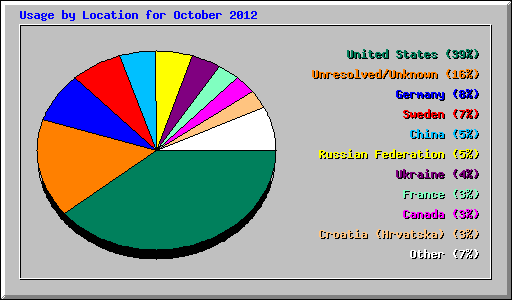 Usage by Location for October 2012
United States (39%)
Unresolved/Unknown (16%)
Germany (8%)
Sweden (7%)
China (5%)
Russian Federation (5%)
Ukraine (4%)
France (3%)
Canada (3%)
Croatia (Hrvatska) (3%)
Other (7%)